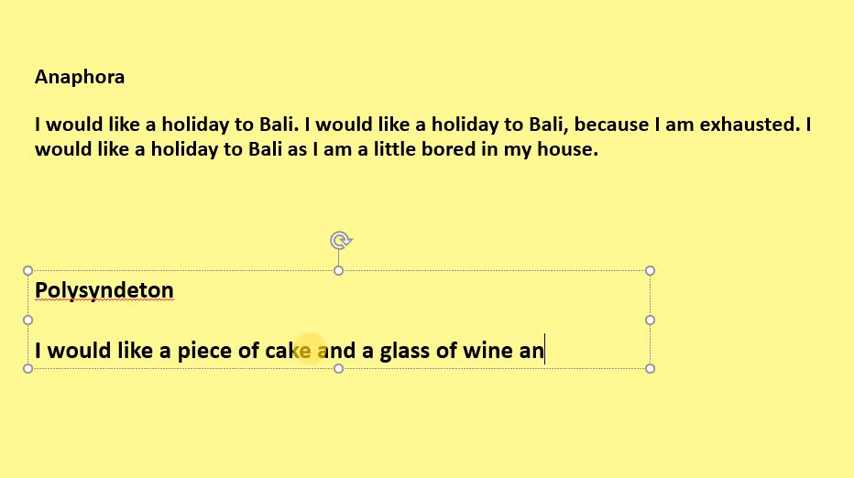 Anaphora
I would like a holiday to Bali. I would like a holiday to Bali, because I am exhausted. I
would like a holiday to Bali as I am a little bored in my house.
Polysyndeton
I would like a piece of cake and a glass of wine an